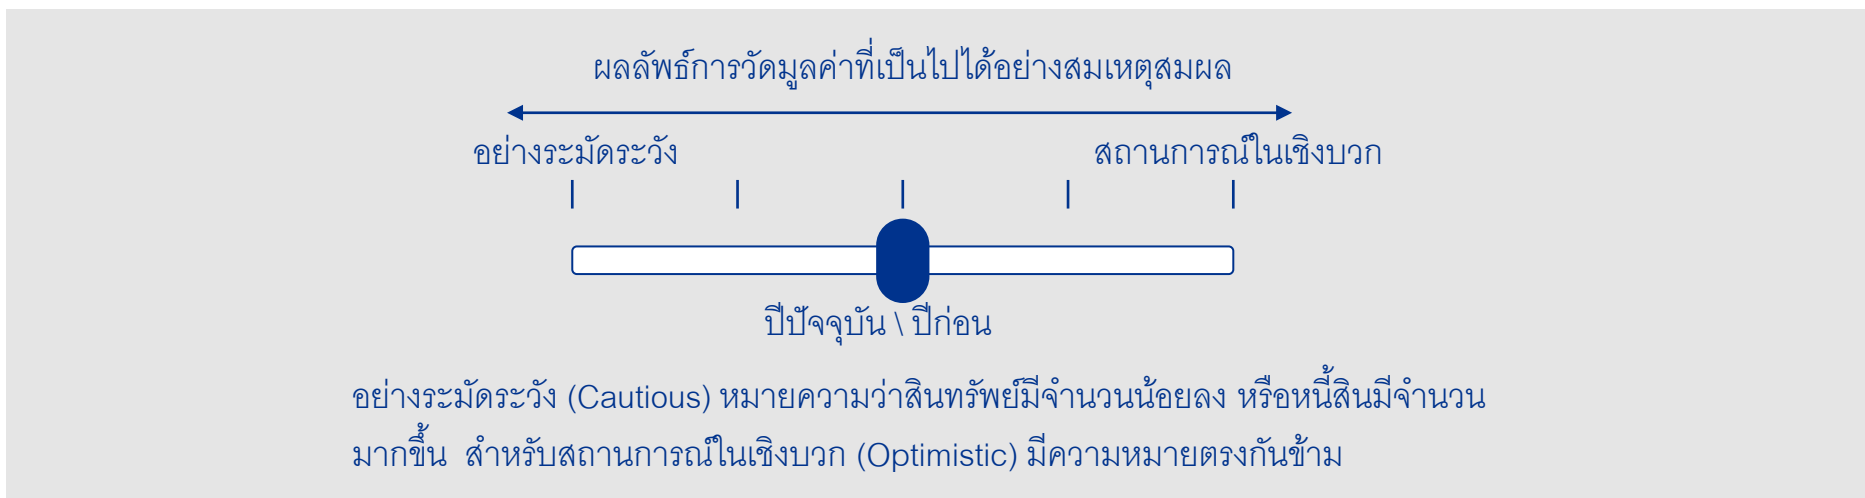 ผลลัพธ์การวัดมูลค่าที่เป็นไปได้อย่างสมเหตุสมผล
อย่างระมัดระวัง
สถานการณ์ในเชิงบวก
ปีปัจจุบัน \ ปีก่อน
อย่างระมัดระวัง (Cautious) หมายความว่าสินทรัพย์มีจำนวนน้อยลง หรือหนี้สินมีจำนวน
มากขึ้น สำหรับสถานการณ์ในเชิงบวก (Optimistic) มีความหมายตรงกันข้าม